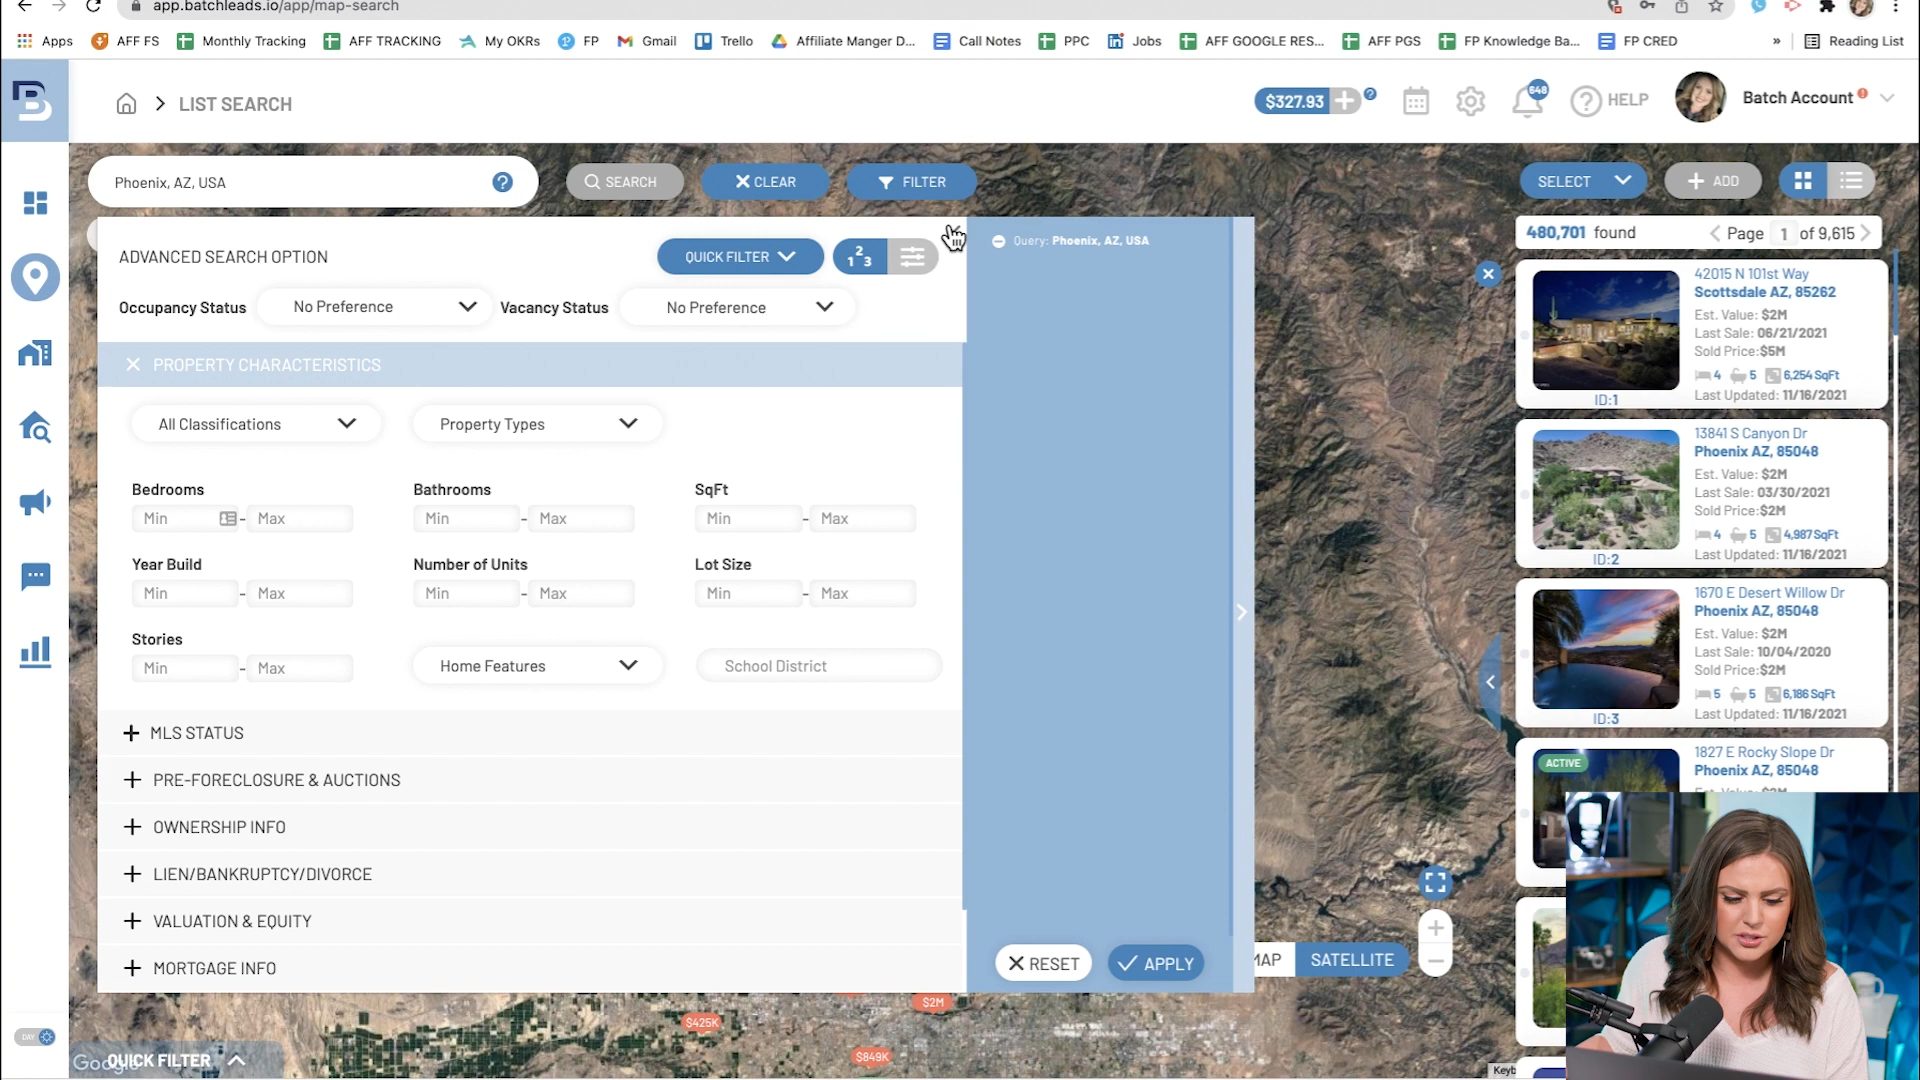 app.batchleads.io/app/map-search
Apps AFF FS Monthly Tracking AFF TRACKING My OKRs FP Gmail Trello Affiliate Manger D... Call Notes PPC Jobs AFF GOOGLE RES... AFF PGS FP Knowledge Ba... FP CRED » Reading List
B > LIST SEARCH $327.93 + ? 648 ? HELP Batch Account
Phoenix, AZ, USA ? SEARCH CLEAR FILTER SELECT + ADD
ADVANCED SEARCH OPTION QUICK FILTER 123
Query: Phoenix, AZ, USA
Occupancy Status No Preference Vacancy Status No Preference
PROPERTY CHARACTERISTICS
All Classifications Property Types
Bedrooms Bathrooms SqFt
Min - Max Min - Max Min - Max
Year Build Number of Units Lot Size
Min - Max Min - Max Min - Max
Stories
Min - Max Home Features School District
+ MLS STATUS
+ PRE-FORECLOSURE & AUCTIONS
+ OWNERSHIP INFO
+ LIEN/BANKRUPTCY/DIVORCE
+ VALUATION & EQUITY
+ MORTGAGE INFO
RESET APPLY
MAP SATELLITE
+
−
$2M
$425K
$849K
DAY
Google QUICK FILTER
Keyb
480,701 found Page 1 of 9,615
42015 N 101st Way
Scottsdale AZ, 85262
Est. Value: $2M
Last Sale: 06/21/2021
Sold Price:$5M
4 5 6,254 SqFt
Last Updated: 11/16/2021
ID:1
13841 S Canyon Dr
Phoenix AZ, 85048
Est. Value: $2M
Last Sale: 03/30/2021
Sold Price:$2M
4 5 4,987 SqFt
Last Updated: 11/16/2021
ID:2
1670 E Desert Willow Dr
Phoenix AZ, 85048
Est. Value: $2M
Last Sale: 10/04/2020
Sold Price:$2M
5 5 6,186 SqFt
Last Updated: 11/16/2021
ID:3
ACTIVE
1827 E Rocky Slope Dr
Phoenix AZ, 85048